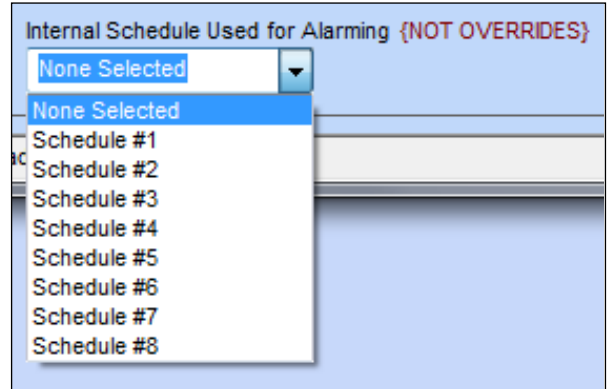 Internal Schedule Used for Alarming {NOT OVERRIDES}
None Selected
None Selected
Schedule #1
Schedule #2
Schedule #3
Schedule #4
Schedule #5
Schedule #6
Schedule #7
Schedule #8